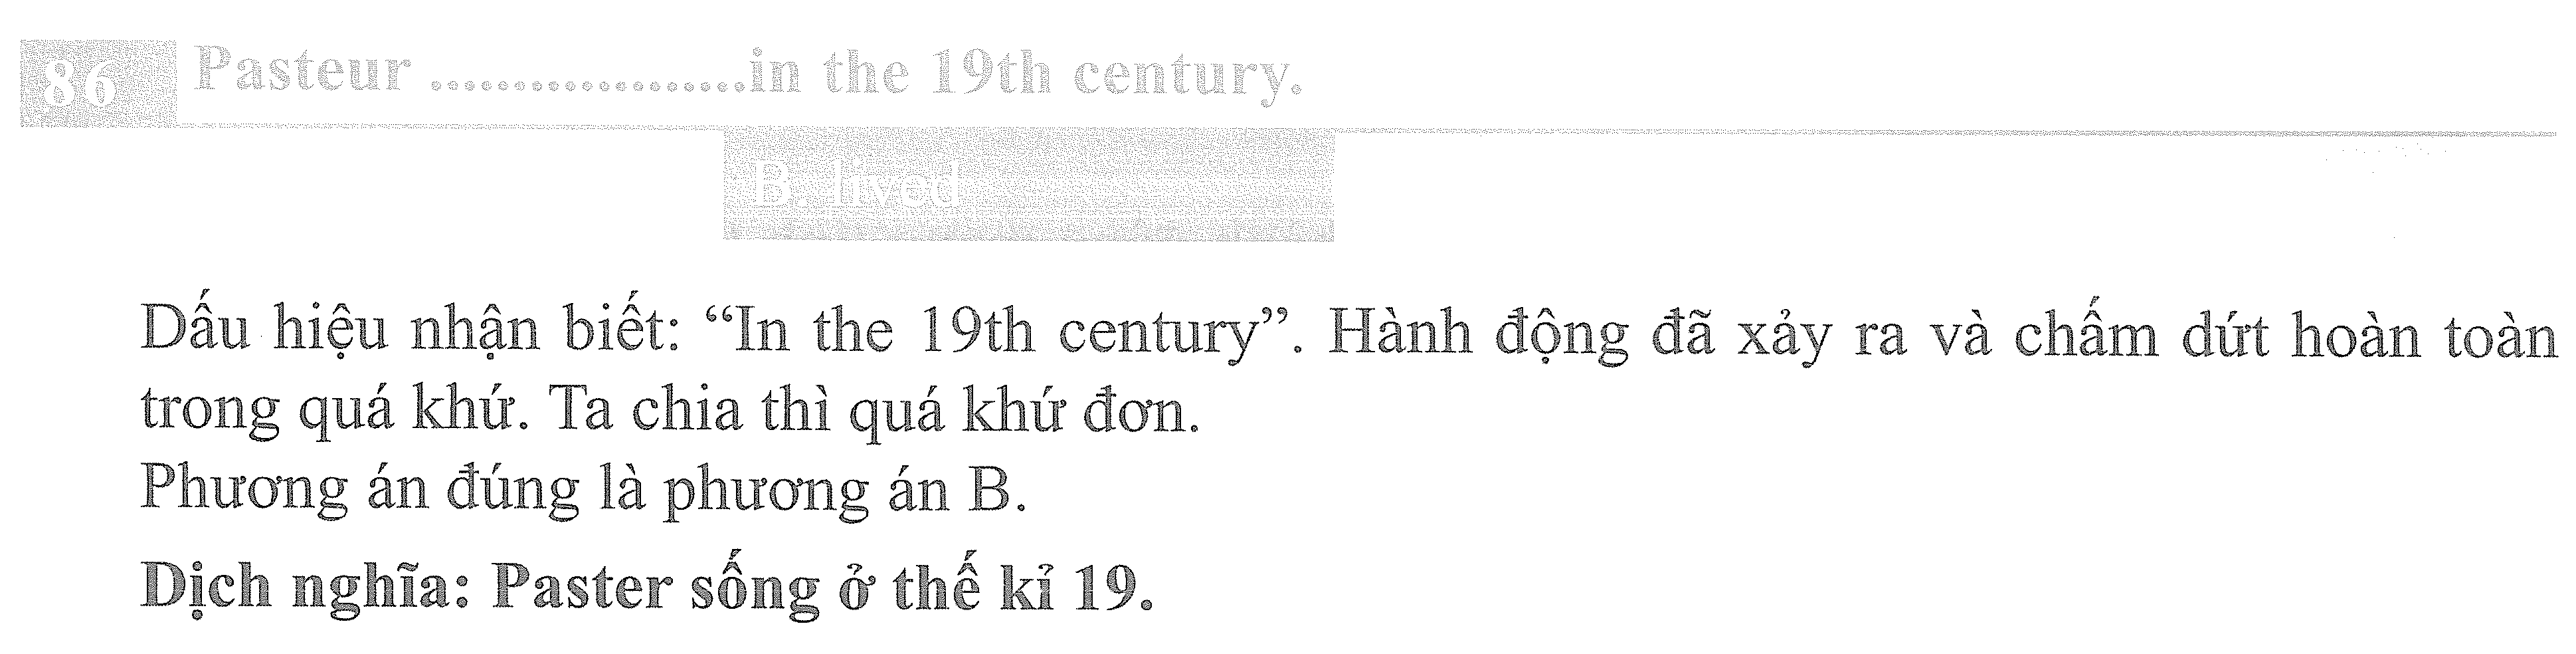 86 Pasteur ...................in the 19th century.
B. lived
Dấu hiệu nhận biết: “In the 19th century”. Hành động đã xảy ra và chấm dứt hoàn toàn
trong quá khứ. Ta chia thì quá khứ đơn.
Phương án đúng là phương án B.
Dịch nghĩa: Paster sống ở thế kỉ 19.